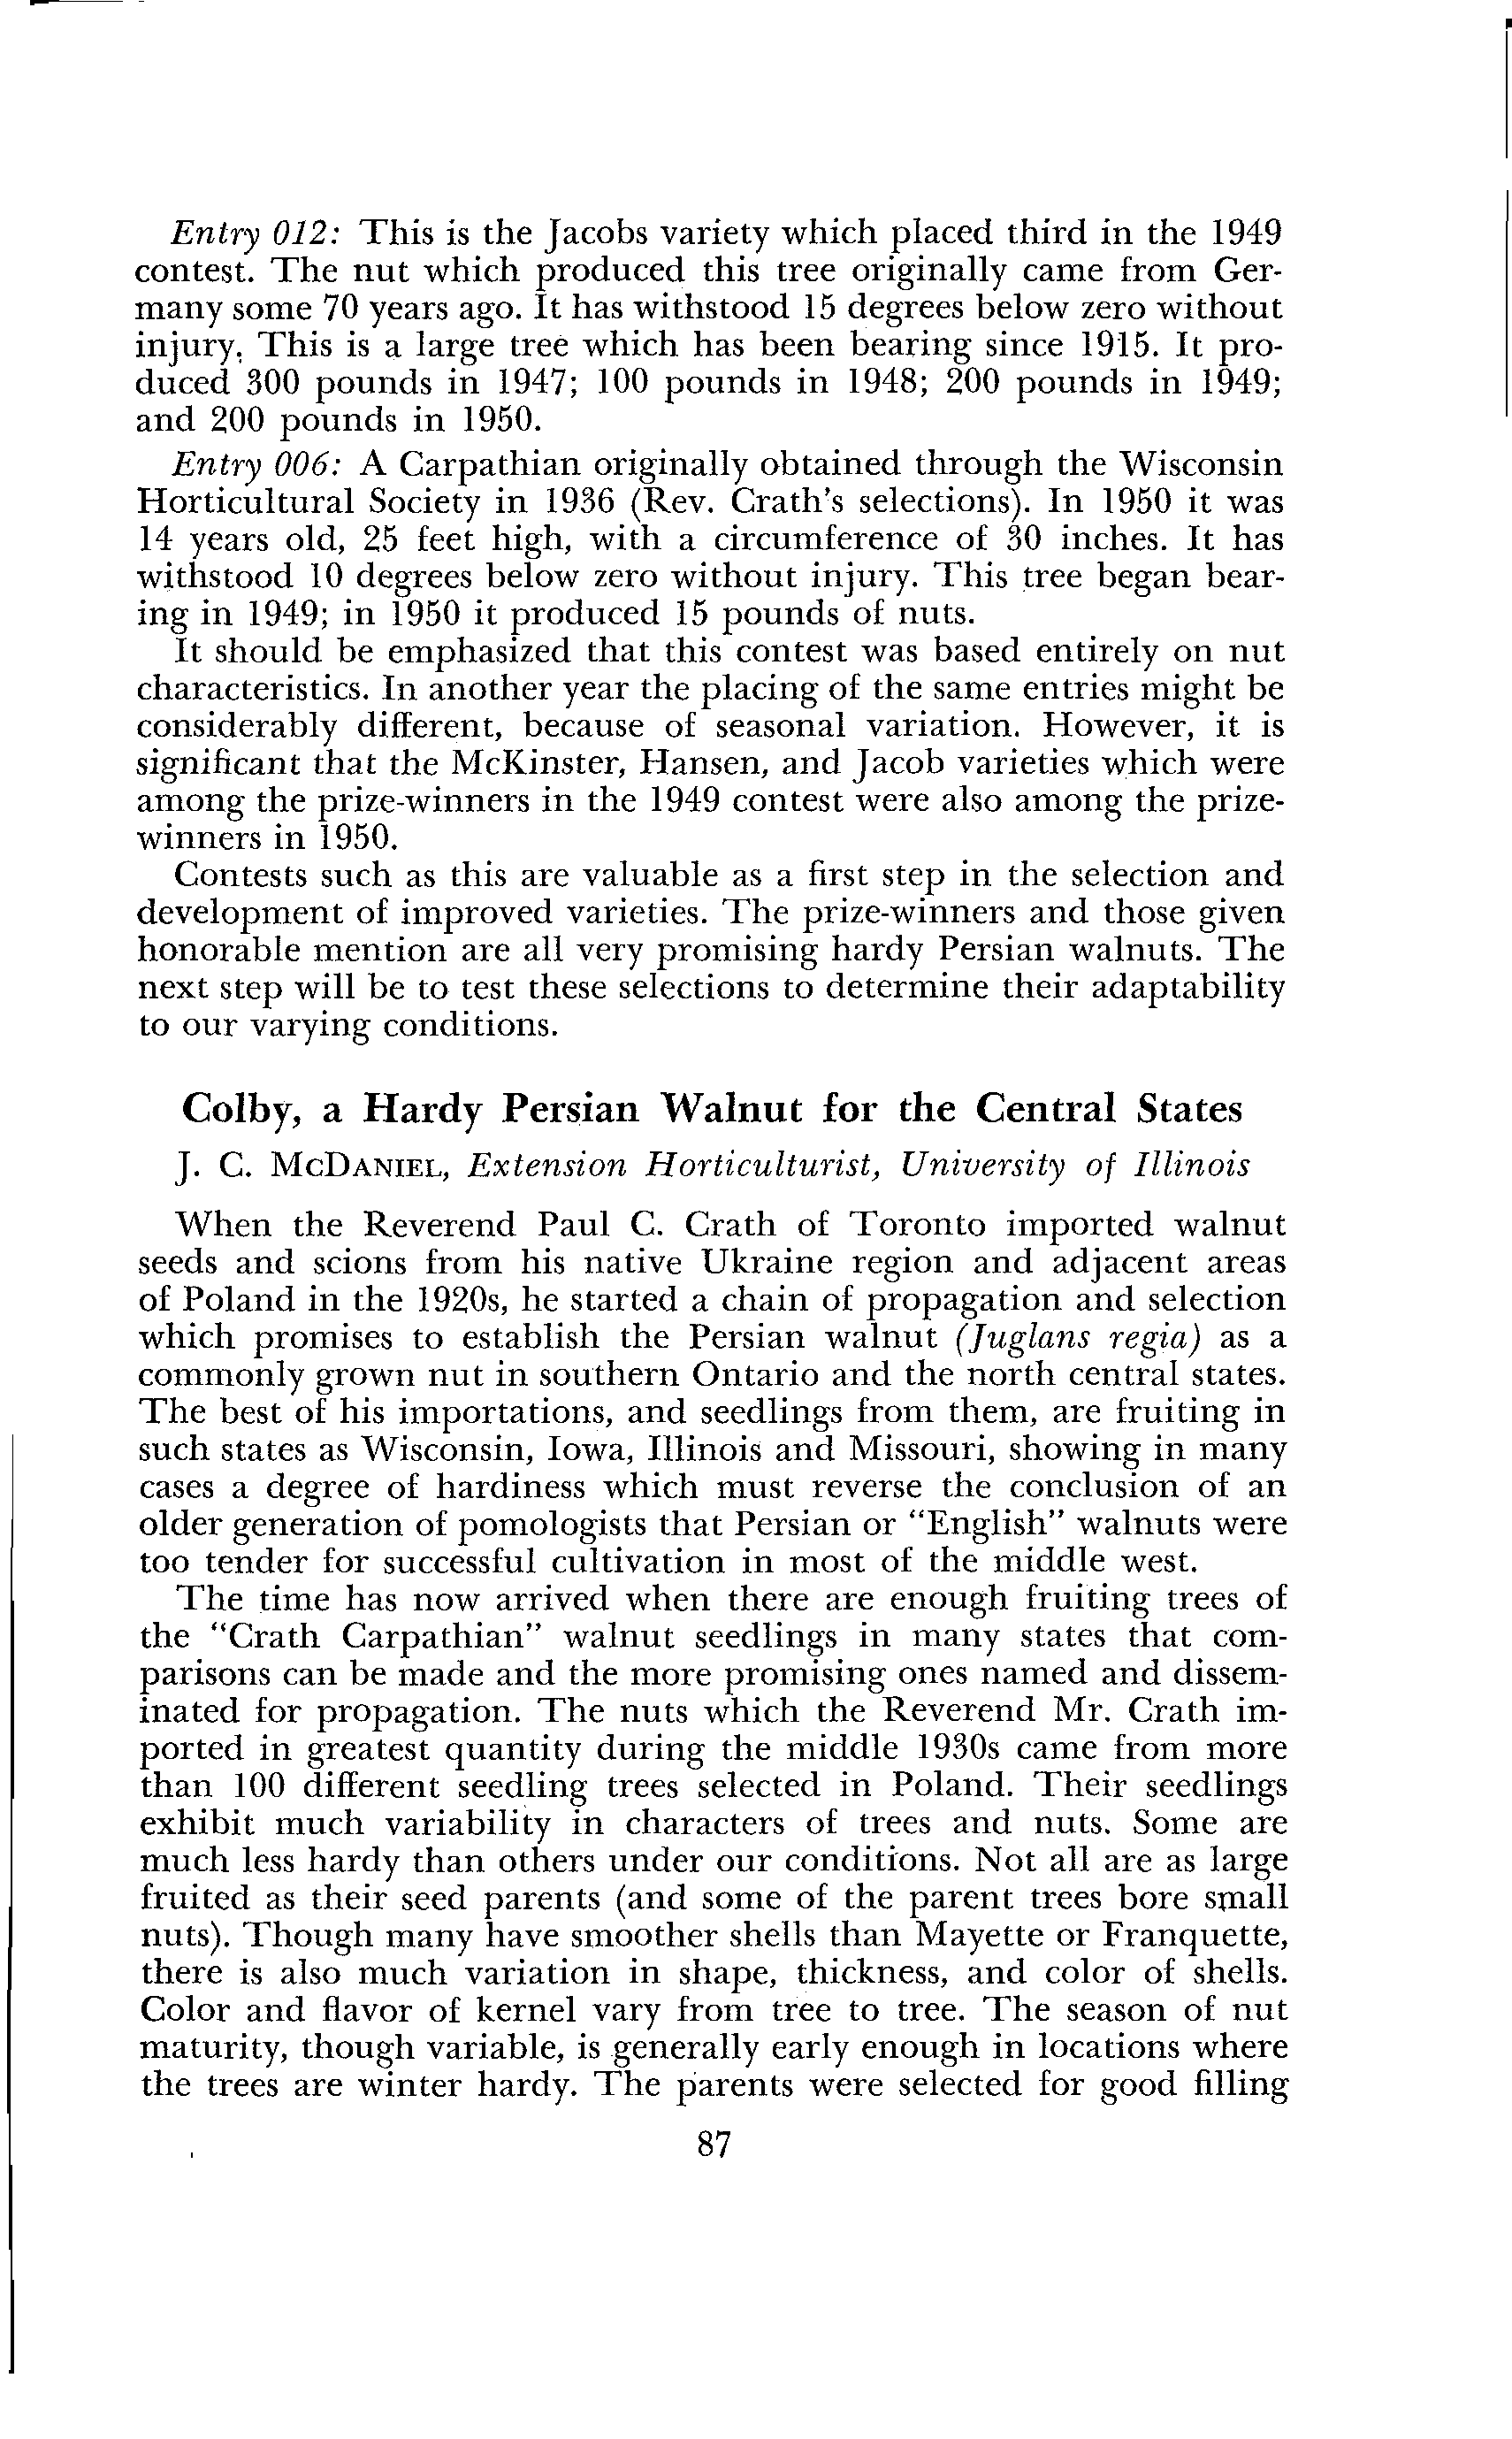 Entry 012: This is the Jacobs variety which placed third in the 1949
contest. The nut which produced this tree originally came from Ger-
many some 70 years ago. It has withstood 15 degrees below zero without
injury. This is a large tree which has been bearing since 1915. It pro-
duced 300 pounds in 1947; 100 pounds in 1948; 200 pounds in 1949;
and 200 pounds in 1950.
Entry 006: A Carpathian originally obtained through the Wisconsin
Horticultural Society in 1936 (Rev. Crath's selections). In 1950 it was
14 years old, 25 feet high, with a circumference of 30 inches. It has
withstood 10 degrees below zero without injury. This tree began bear-
ing in 1949; in 1950 it produced 15 pounds of nuts.
It should be emphasized that this contest was based entirely on nut
characteristics. In another year the placing of the same entries might be
considerably different, because of seasonal variation. However, it is
significant that the McKinster, Hansen, and Jacob varieties which were
among the prize-winners in the 1949 contest were also among the prize-
winners in 1950.
Contests such as this are valuable as a first step in the selection and
development of improved varieties. The prize-winners and those given
honorable mention are all very promising hardy Persian walnuts. The
next step will be to test these selections to determine their adaptability
to our varying conditions.
Colby, a Hardy Persian Walnut for the Central States
J. C. McDaniel, Extension Horticulturist, University of Illinois
When the Reverend Paul C. Crath of Toronto imported walnut
seeds and scions from his native Ukraine region and adjacent areas
of Poland in the 1920s, he started a chain of propagation and selection
which promises to establish the Persian walnut (Juglans regia) as a
commonly grown nut in southern Ontario and the north central states.
The best of his importations, and seedlings from them, are fruiting in
such states as Wisconsin, Iowa, Illinois and Missouri, showing in many
cases a degree of hardiness which must reverse the conclusion of an
older generation of pomologists that Persian or "English" walnuts were
too tender for successful cultivation in most of the middle west.
The time has now arrived when there are enough fruiting trees of
the "Crath Carpathian" walnut seedlings in many states that com-
parisons can be made and the more promising ones named and dissem-
inated for propagation. The nuts which the Reverend Mr. Crath im-
ported in greatest quantity during the middle 1930s came from more
than 100 different seedling trees selected in Poland. Their seedlings
exhibit much variability in characters of trees and nuts. Some are
much less hardy than others under our conditions. Not all are as large
fruited as their seed parents (and some of the parent trees bore small
nuts). Though many have smoother shells than Mayette or Franquette,
there is also much variation in shape, thickness, and color of shells.
Color and flavor of kernel vary from tree to tree. The season of nut
maturity, though variable, is generally early enough in locations where
the trees are winter hardy. The parents were selected for good filling
87